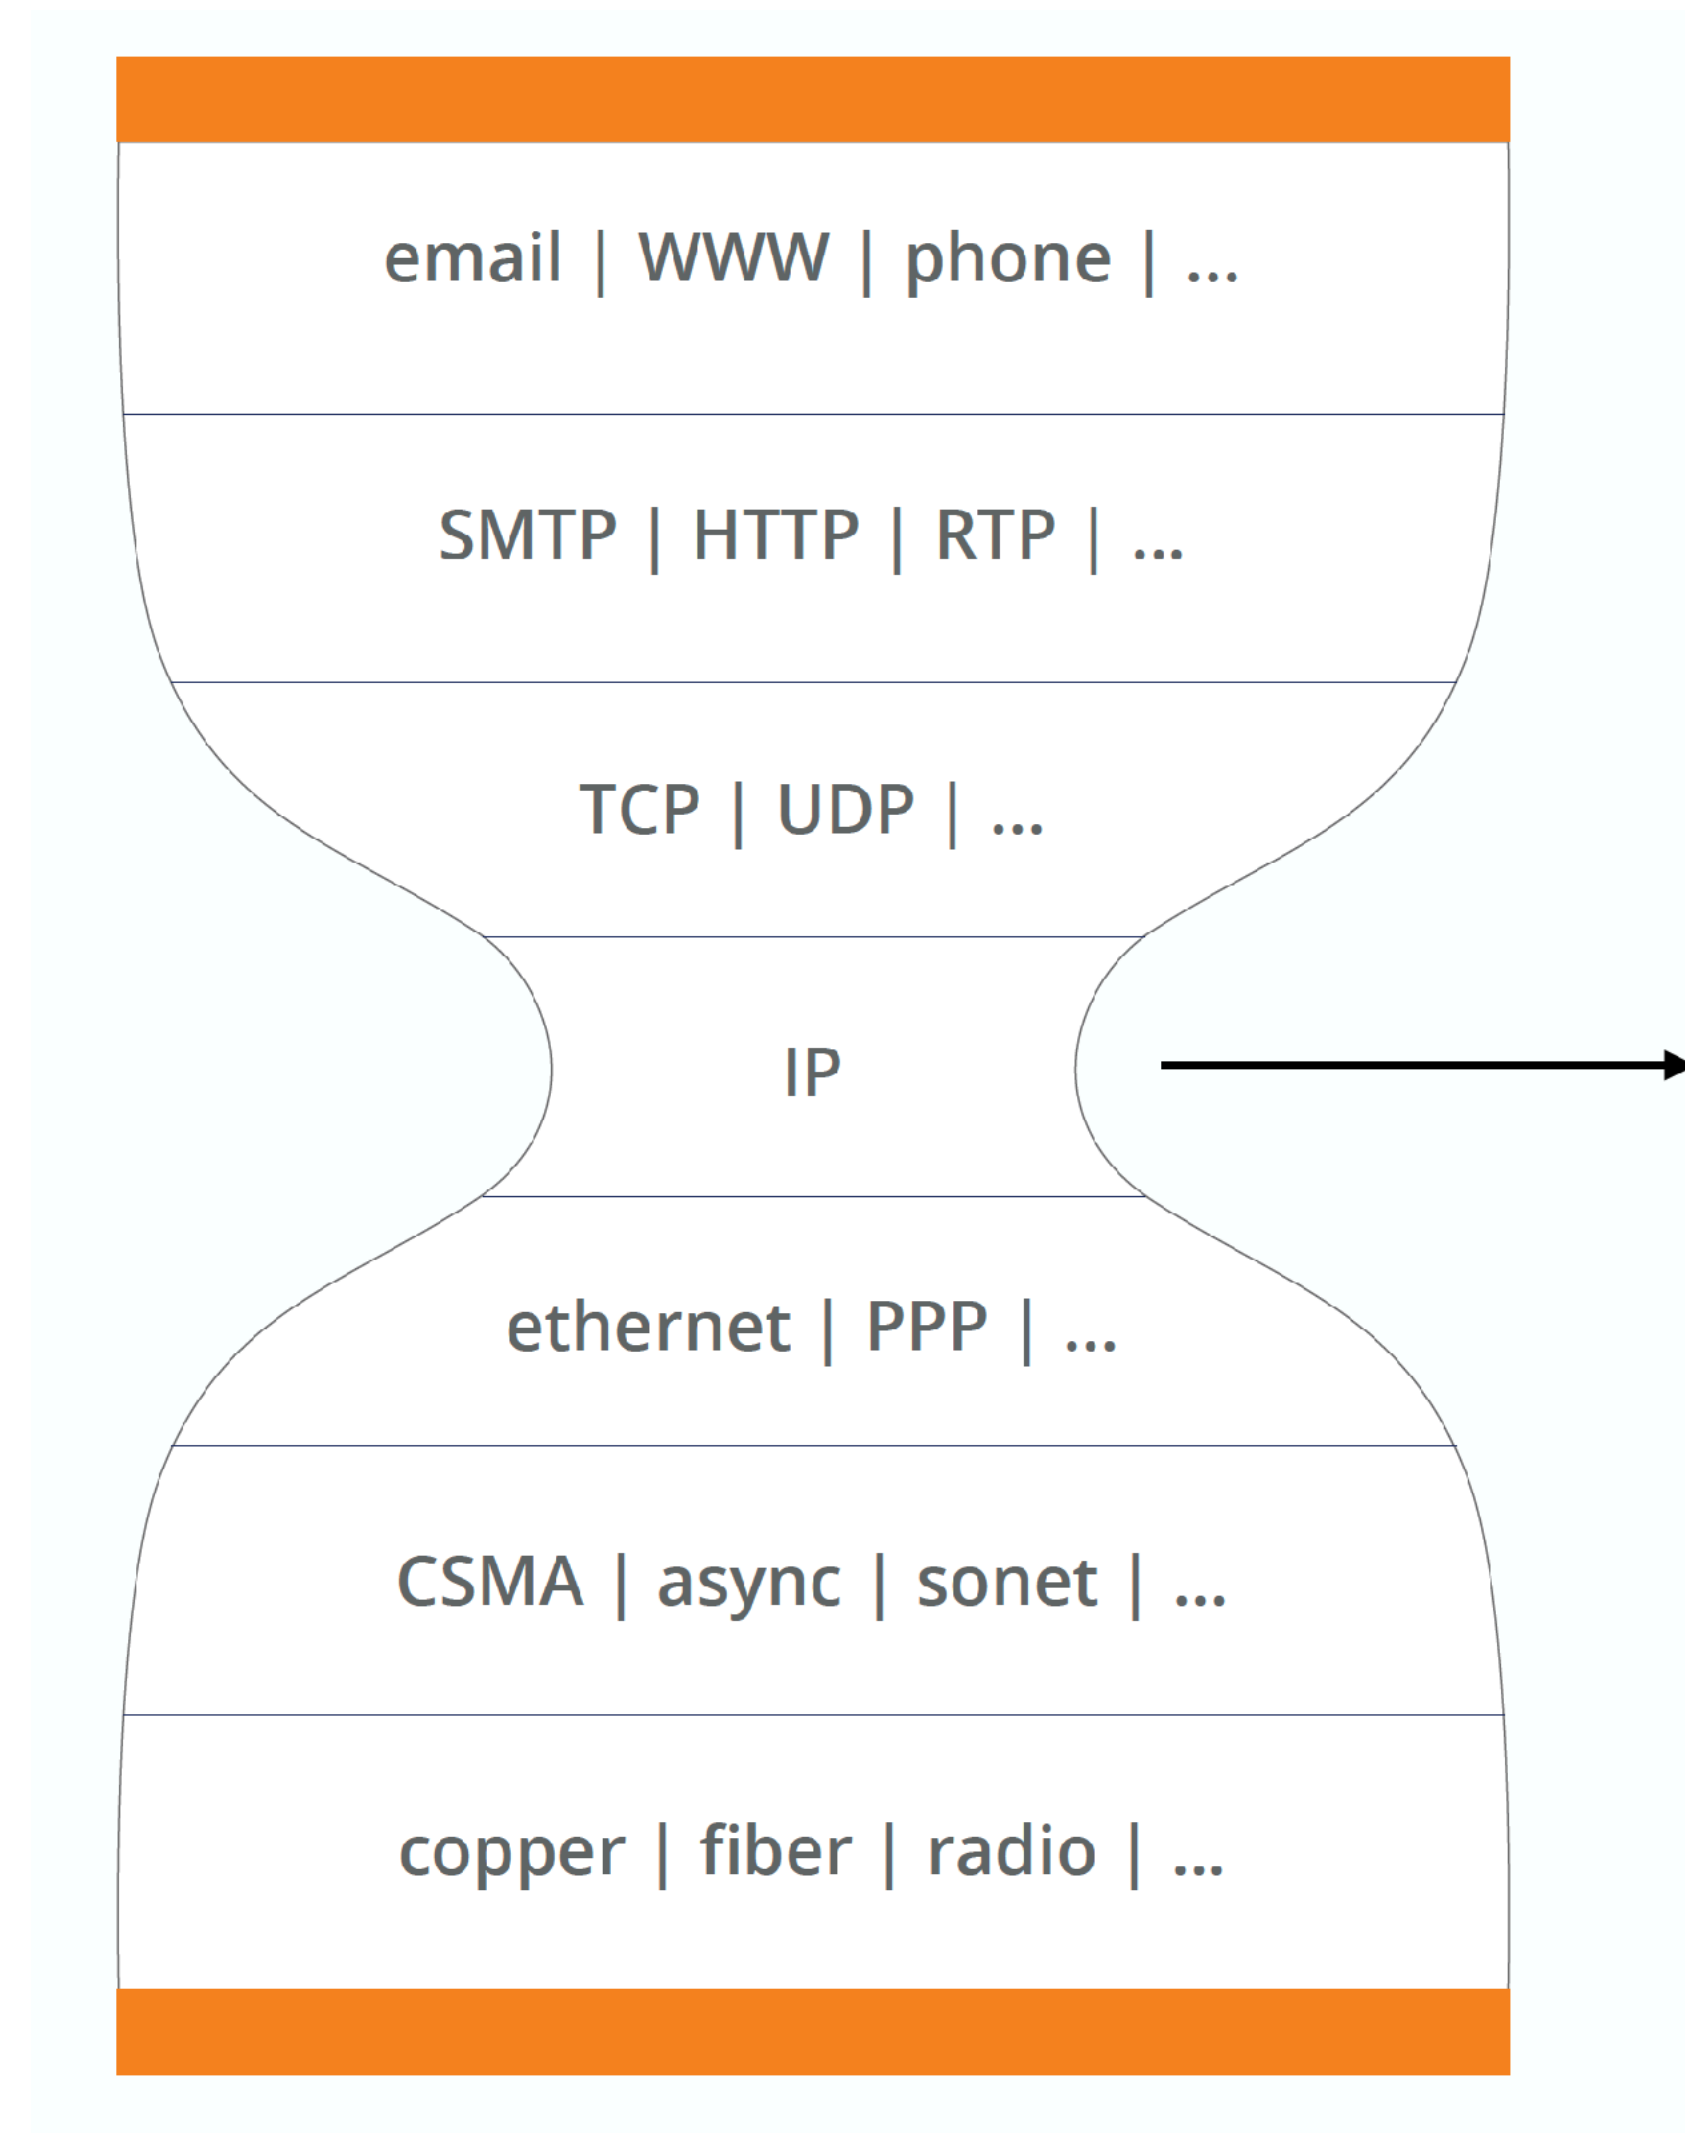 email | WWW | phone | ...
SMTP | HTTP | RTP | ...
TCP | UDP | ...
IP
ethernet | PPP | ...
CSMA | async | sonet | ...
copper | fiber | radio | ...